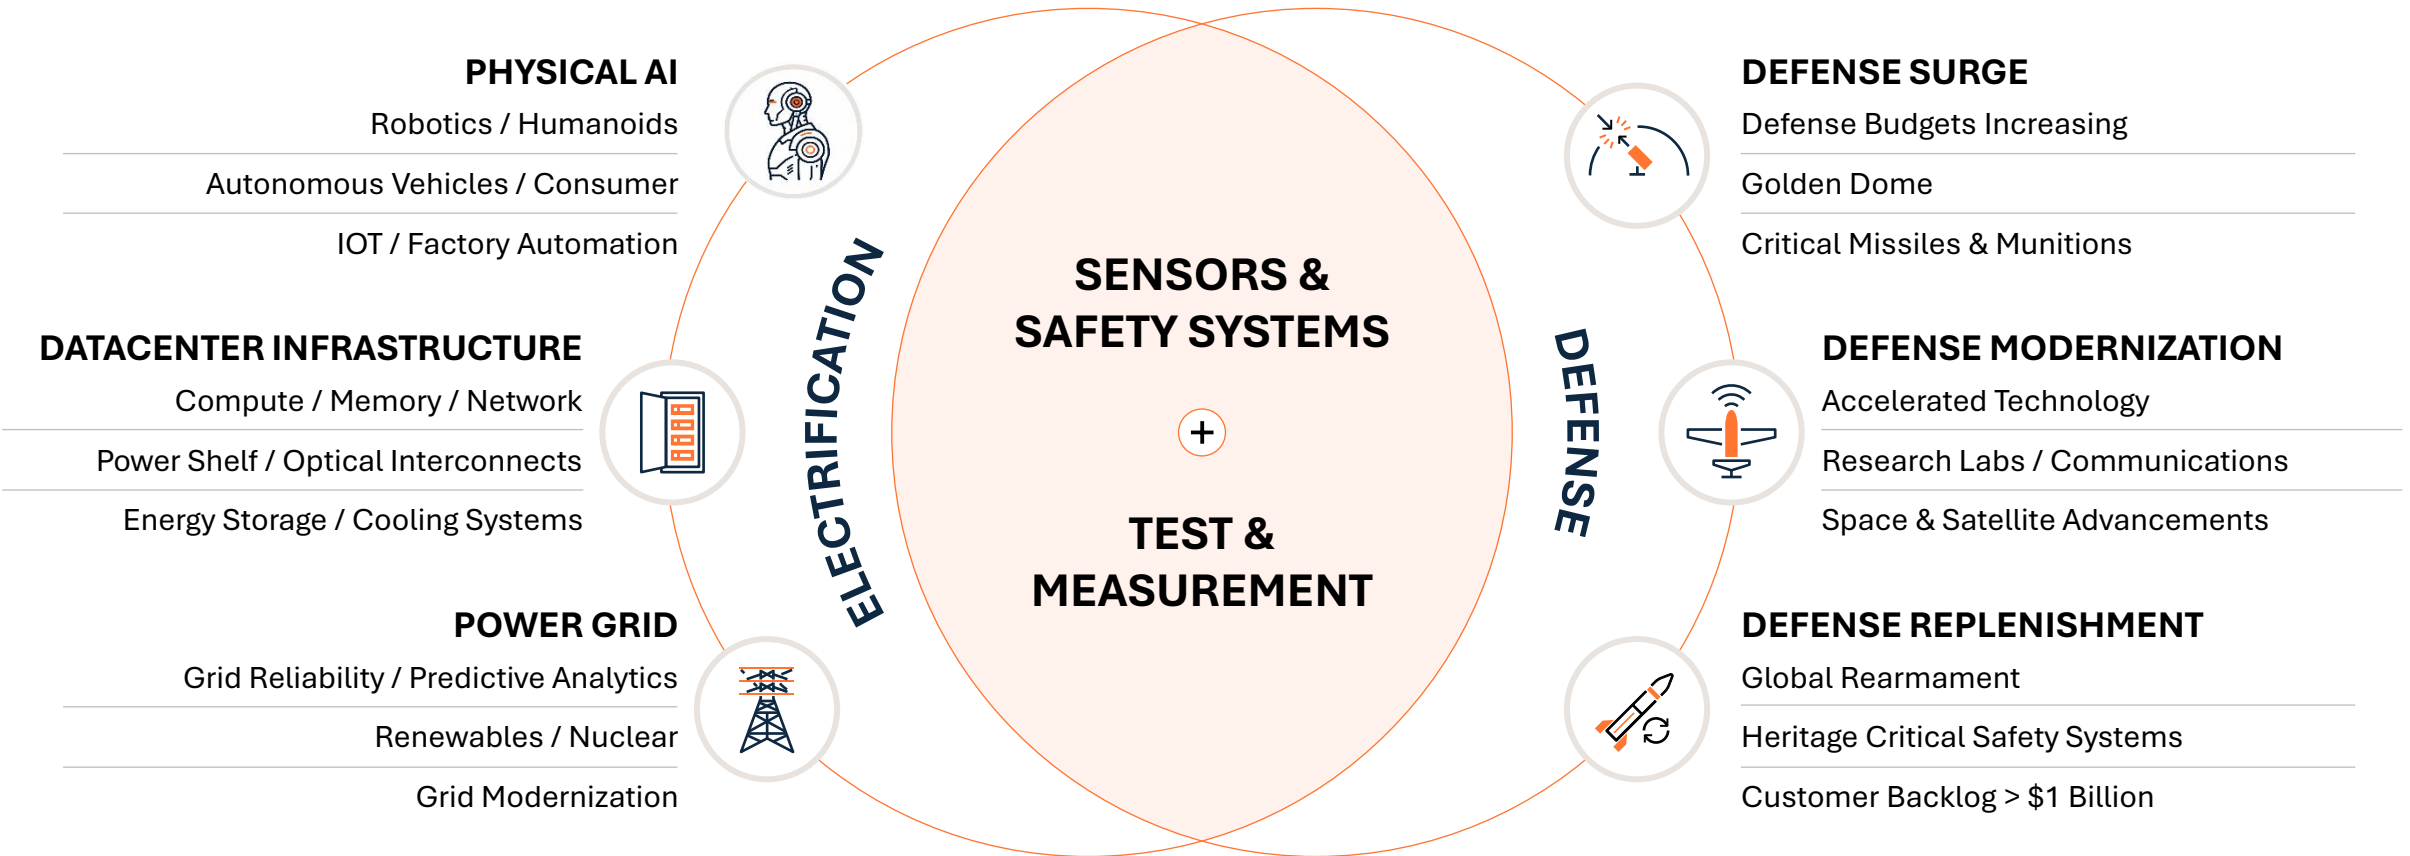 PHYSICAL AI
Robotics / Humanoids
Autonomous Vehicles / Consumer
IOT / Factory Automation
DATACENTER INFRASTRUCTURE
Compute / Memory / Network
Power Shelf / Optical Interconnects
Energy Storage / Cooling Systems
POWER GRID
Grid Reliability / Predictive Analytics
Renewables / Nuclear
Grid Modernization
ELECTRIFICATION
SENSORS &
SAFETY SYSTEMS
+
TEST &
MEASUREMENT
DEFENSE
DEFENSE SURGE
Defense Budgets Increasing
Golden Dome
Critical Missiles & Munitions
DEFENSE MODERNIZATION
Accelerated Technology
Research Labs / Communications
Space & Satellite Advancements
DEFENSE REPLENISHMENT
Global Rearmament
Heritage Critical Safety Systems
Customer Backlog > $1 Billion